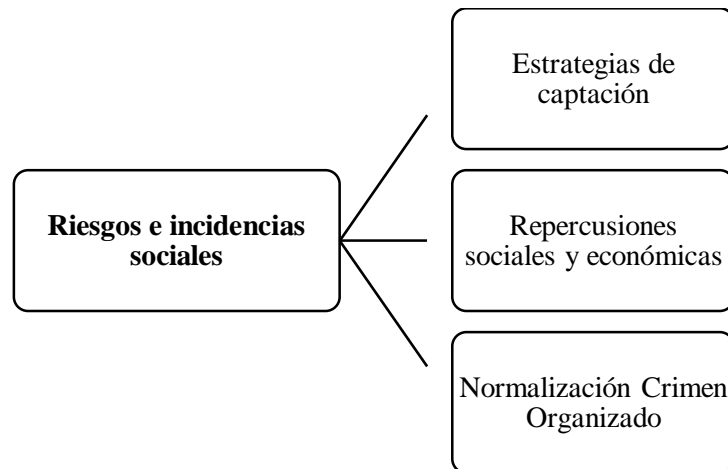 Riesgos e incidencias
sociales
Estrategias de
captación
Repercusiones
sociales y económicas
Normalización Crimen
Organizado